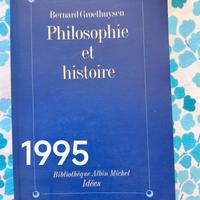 Bernard Groethuysen
Philosophie
et
histoire
1995
Bibliothèque Albin Michel
Idées